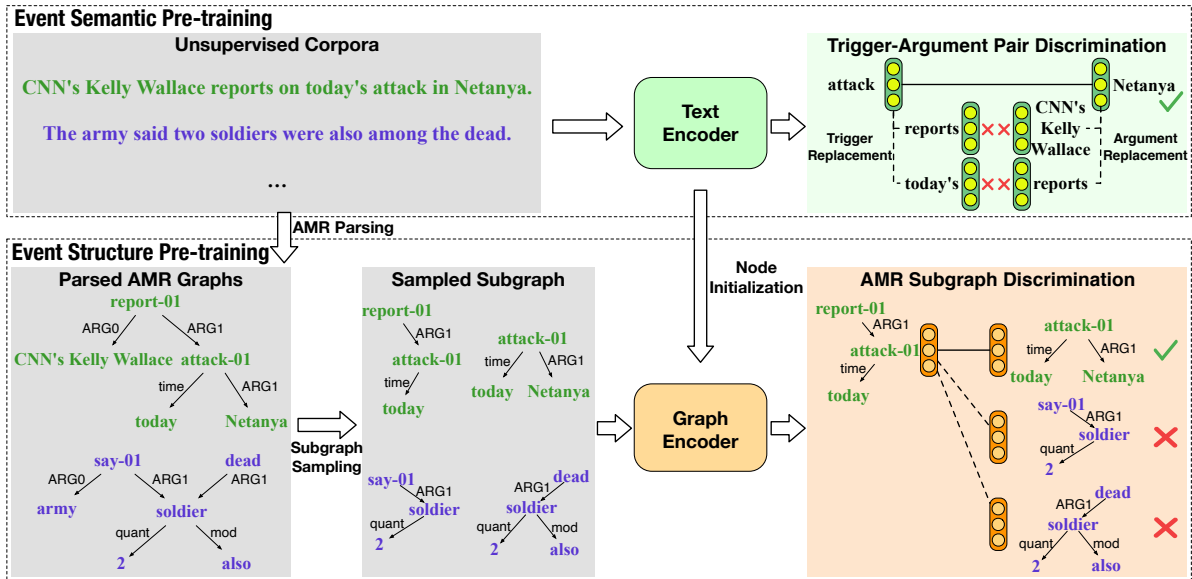 Event Semantic Pre-training
Unsupervised Corpora
CNN's Kelly Wallace reports on today's attack in Netanya.
The army said two soldiers were also among the dead.
...
Text
Encoder
Trigger-Argument Pair Discrimination
attack
Netanya
reports
CNN's
Kelly
Wallace
Trigger
Replacement
Argument
Replacement
today's
reports
AMR Parsing
Node
Initialization
Event Structure Pre-training
Parsed AMR Graphs
report-01
ARG0
ARG1
CNN's Kelly Wallace
attack-01
time
ARG1
today
Netanya
say-01
dead
ARG0
ARG1
ARG1
army
soldier
quant
mod
2
also
Subgraph
Sampling
Sampled Subgraph
report-01
ARG1
attack-01
time
today
attack-01
time
ARG1
today
Netanya
say-01
ARG1
soldier
quant
2
dead
ARG1
soldier
quant
mod
2
also
Graph
Encoder
AMR Subgraph Discrimination
report-01
ARG1
attack-01
time
today
attack-01
time
ARG1
today
Netanya
say-01
ARG1
soldier
quant
2
dead
ARG1
soldier
quant
mod
2
also